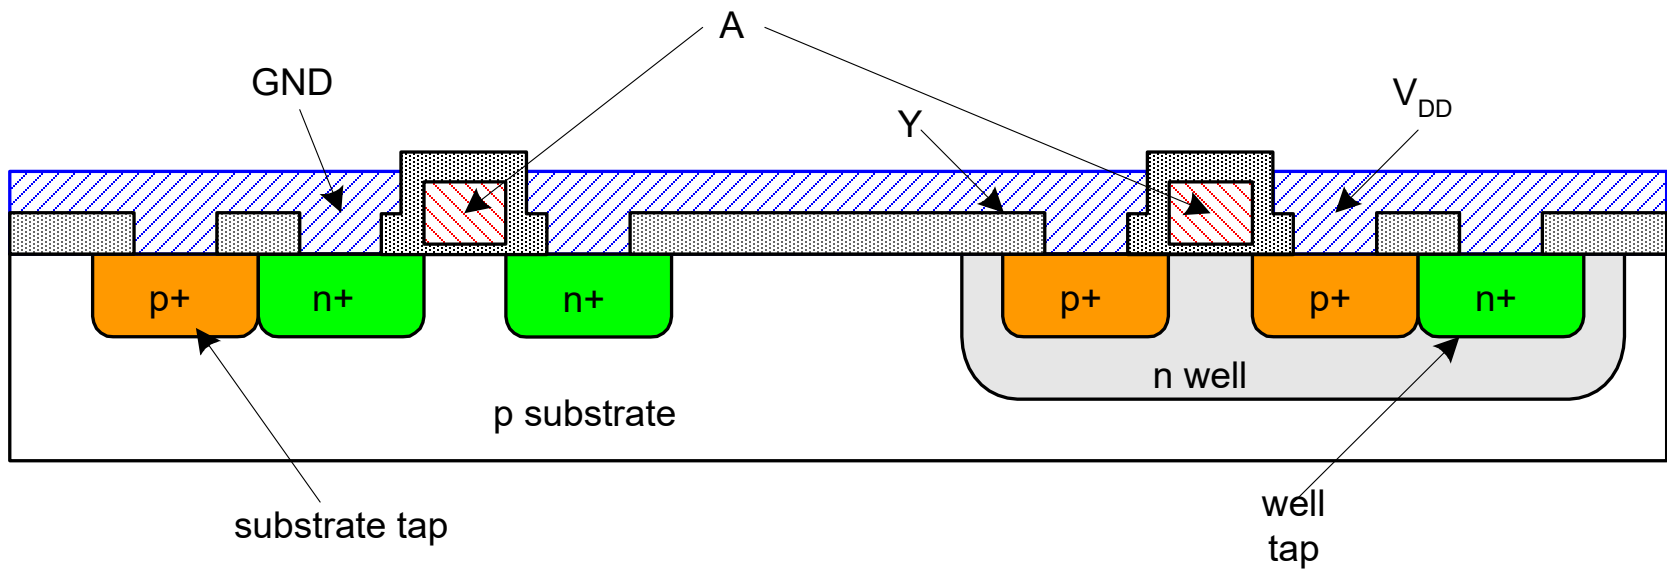 A
GND
Y
VDD
p+
n+
n+
p+
p+
n+
n well
p substrate
substrate tap
well
tap